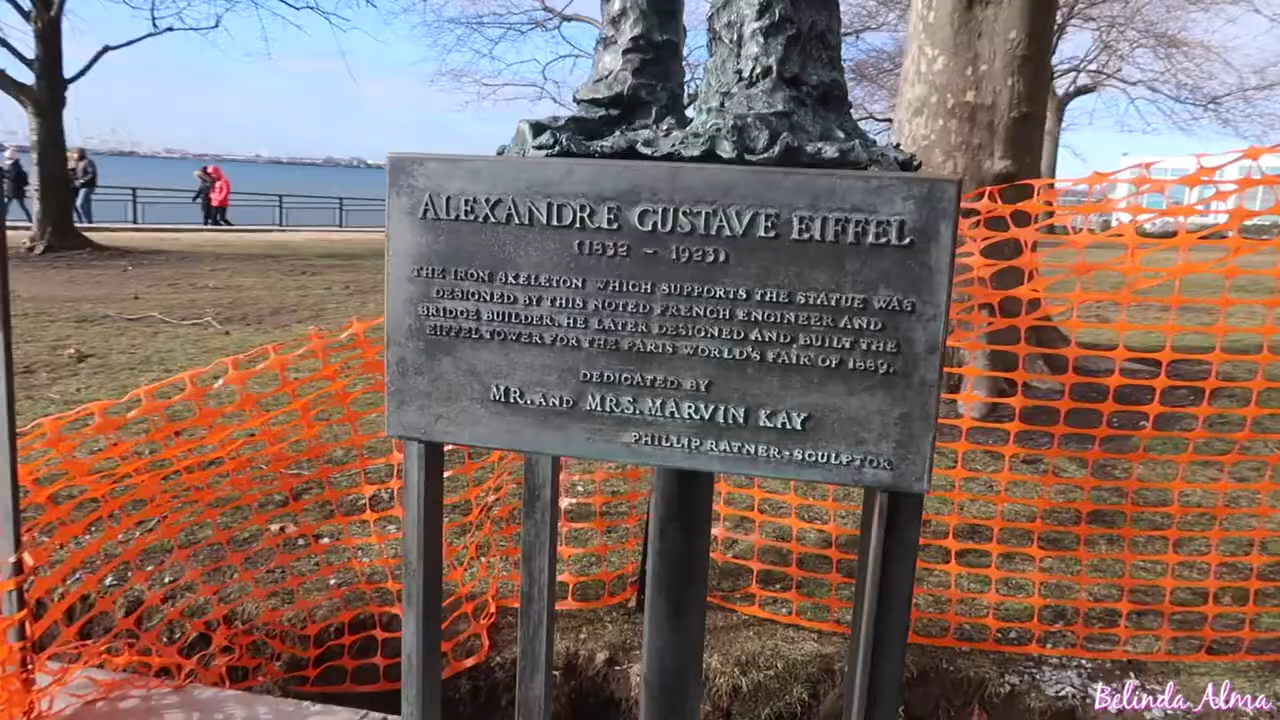 ALEXANDRE GUSTAVE EIFFEL
(1832 - 1923)
THE IRON SKELETON WHICH SUPPORTS THE STATUE WAS
DESIGNED BY THIS NOTED FRENCH ENGINEER AND
BRIDGE BUILDER. HE LATER DESIGNED AND BUILT THE
EIFFEL TOWER FOR THE PARIS WORLD'S FAIR OF 1889.
DEDICATED BY
MR. AND MRS. MARVIN KAY
PHILLIP RATNER-SCULPTOR
Belinda Alma